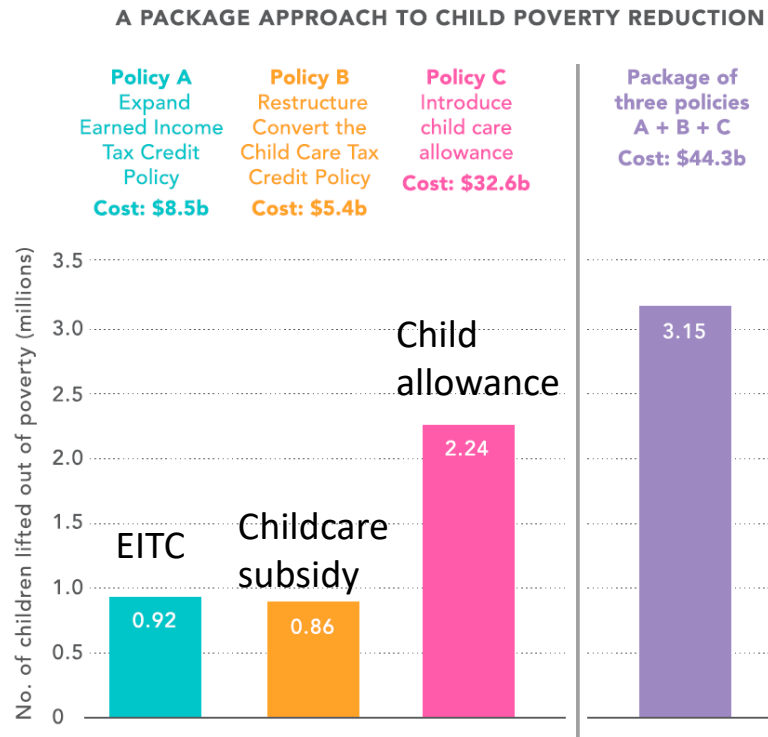 A PACKAGE APPROACH TO CHILD POVERTY REDUCTION
Policy A
Expand
Earned Income
Tax Credit
Policy
Cost: $8.5b
Policy B
Restructure
Convert the
Child Care Tax
Credit Policy
Cost: $5.4b
Policy C
Introduce
child care
allowance
Cost: $32.6b
Package of
three policies
A + B + C
Cost: $44.3b
No. of children lifted out of poverty (millions)
3.5
3.0
2.5
2.0
1.5
1.0
0.5
0
EITC
0.92
Childcare
subsidy
0.86
Child
allowance
2.24
3.15